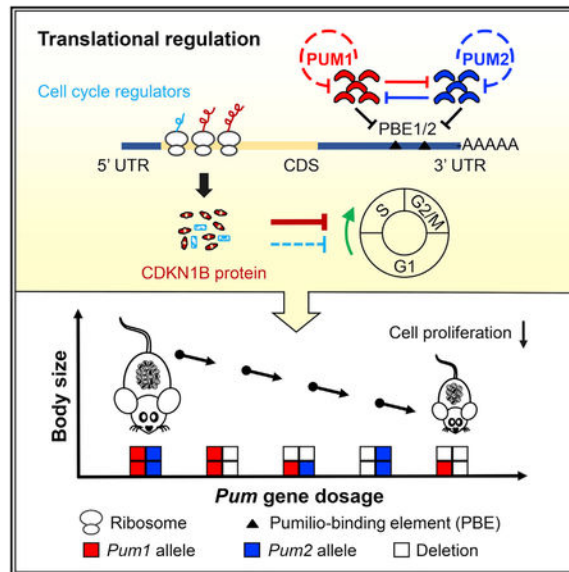 Translational regulation
PUM1
PUM2
Cell cycle regulators
PBE1/2
AAAAA
5' UTR
CDS
3' UTR
CDKN1B protein
S
G2/M
G1
Cell proliferation
Body size
Pum gene dosage
Ribosome
Pumilio-binding element (PBE)
Pum1 allele
Pum2 allele
Deletion